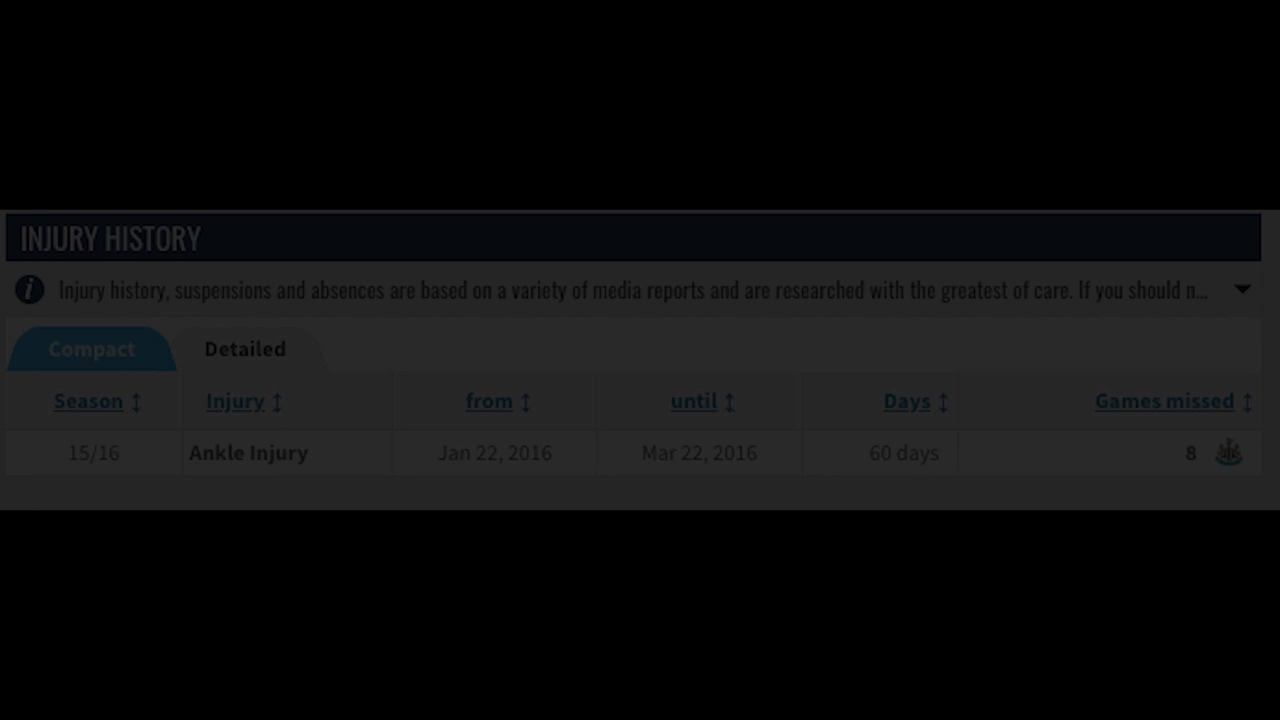 INJURY HISTORY
i Injury history, suspensions and absences are based on a variety of media reports and are researched with the greatest of care. If you should n...
Compact Detailed
Season ↕ Injury ↕ from ↕ until ↕ Days ↕ Games missed ↕
15/16 Ankle Injury Jan 22, 2016 Mar 22, 2016 60 days 8